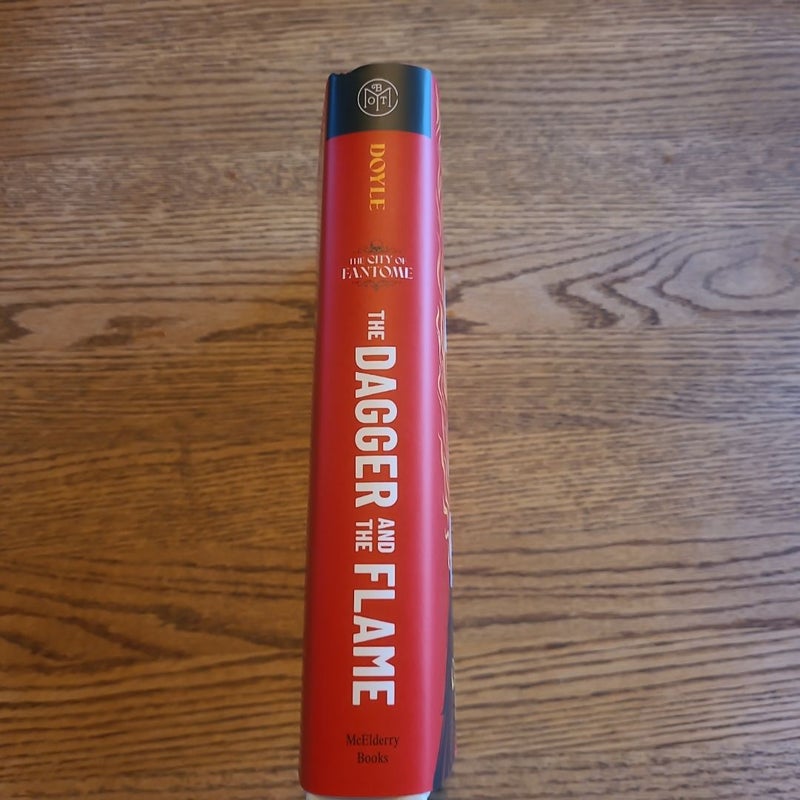 BOTM
DOYLE
THE CITY OF
FANTOME
THE DAGGER AND THE FLAME
McElderry
Books